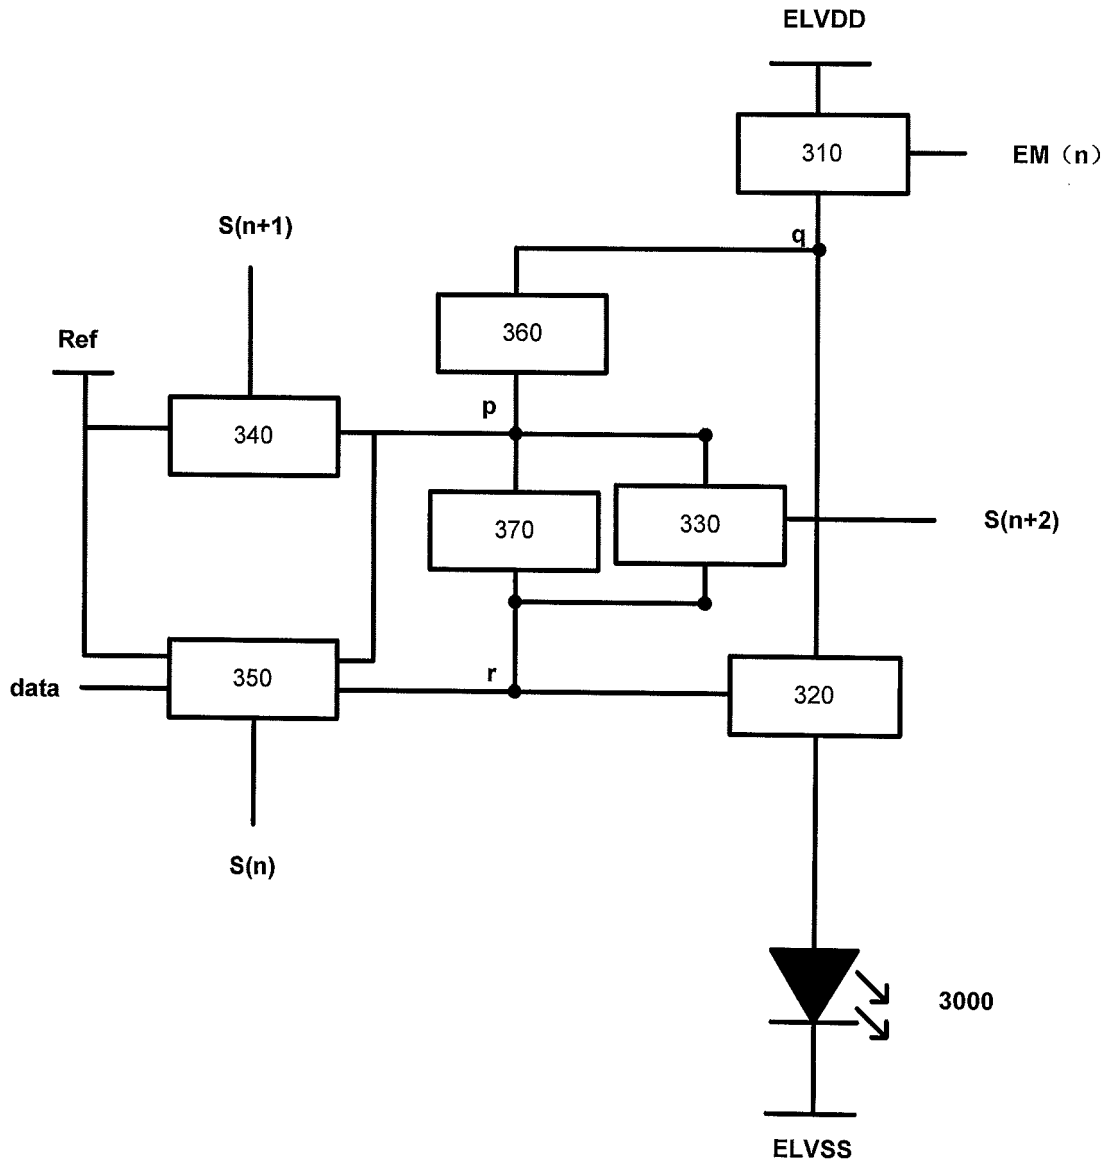 ELVDD
310
EM（n）
S(n+1)
q
360
Ref
p
340
370
330
S(n+2)
350
data
r
320
S(n)
3000
ELVSS